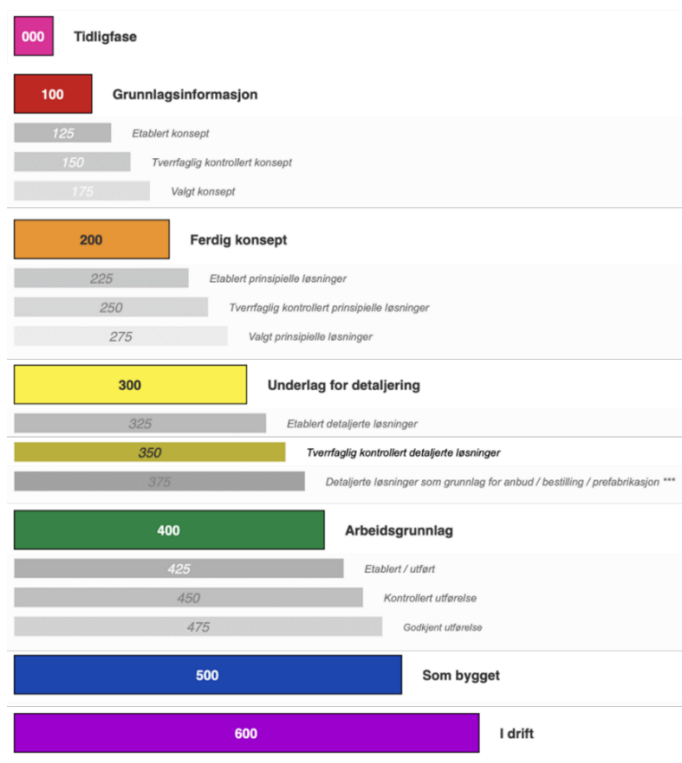 000 Tidligfase
100 Grunnlagsinformasjon
125 Etablert konsept
150 Tverrfaglig kontrollert konsept
175 Valgt konsept
200 Ferdig konsept
225 Etablert prinsipielle løsninger
250 Tverrfaglig kontrollert prinsipielle løsninger
275 Valgt prinsipielle løsninger
300 Underlag for detaljering
325 Etablert detaljerte løsninger
350 Tverrfaglig kontrollert detaljerte løsninger
375 Detaljerte løsninger som grunnlag for anbud / bestilling / prefabrikasjon ***
400 Arbeidsgrunnlag
425 Etablert / utført
450 Kontrollert utførelse
475 Godkjent utførelse
500 Som bygget
600 I drift